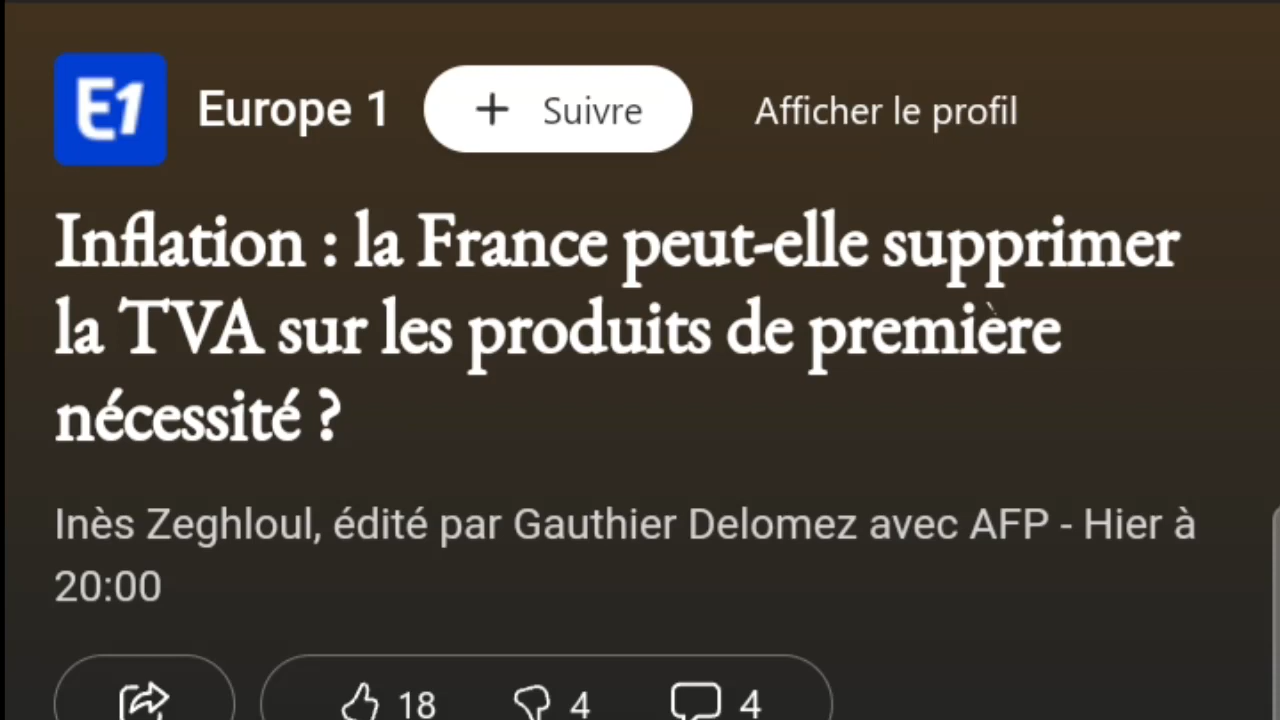 E1 Europe 1 + Suivre Afficher le profil
Inflation : la France peut-elle supprimer
la TVA sur les produits de première
nécessité ?
Inès Zeghloul, édité par Gauthier Delomez avec AFP - Hier à
20:00
18 4 4